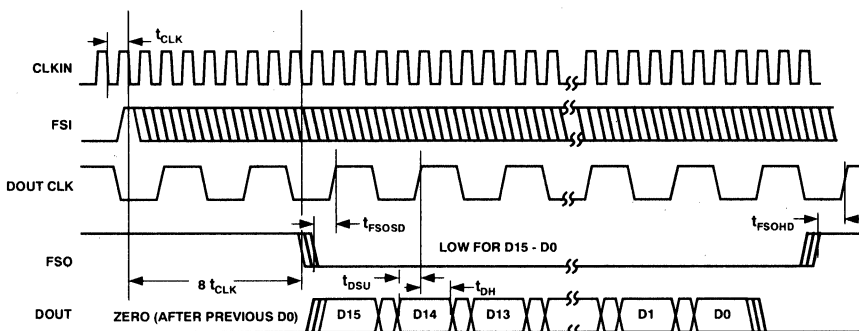 tCLK
CLKIN
FSI
DOUT CLK
tFSOSD
tFSOHD
FSO
LOW FOR D15 - D0
8 tCLK
tDSU
tDH
DOUT
ZERO (AFTER PREVIOUS D0)
D15
D14
D13
D1
D0